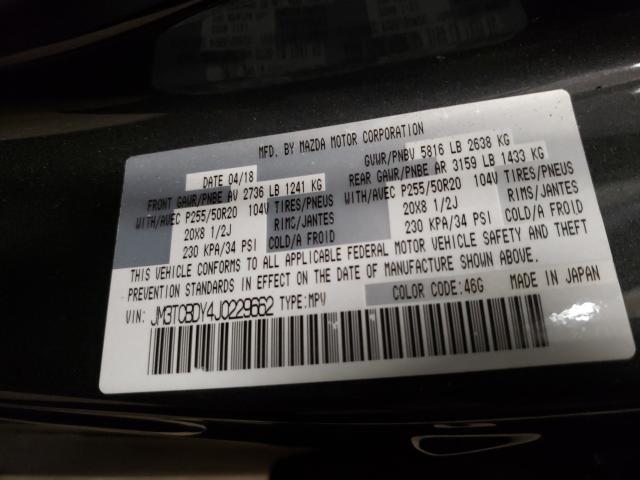 MFD. BY MAZDA MOTOR CORPORATION
DATE 04/18 GVWR/PNBV 5816 LB 2638 KG
FRONT GAWR/PNBE AV 2736 LB 1241 KG REAR GAWR/PNBE AR 3159 LB 1433 KG
WITH/AVEC P255/50R20 104V TIRES/PNEUS WITH/AVEC P255/50R20 104V TIRES/PNEUS
20X8 1/2J RIMS/JANTES 20X8 1/2J RIMS/JANTES
230 KPA/34 PSI COLD/A FROID 230 KPA/34 PSI COLD/A FROID
THIS VEHICLE CONFORMS TO ALL APPLICABLE FEDERAL MOTOR VEHICLE SAFETY AND THEFT
PREVENTION STANDARDS IN EFFECT ON THE DATE OF MANUFACTURE SHOWN ABOVE.
VIN: JM3TCBDY4J0229662 TYPE:MPV COLOR CODE:46G MADE IN JAPAN